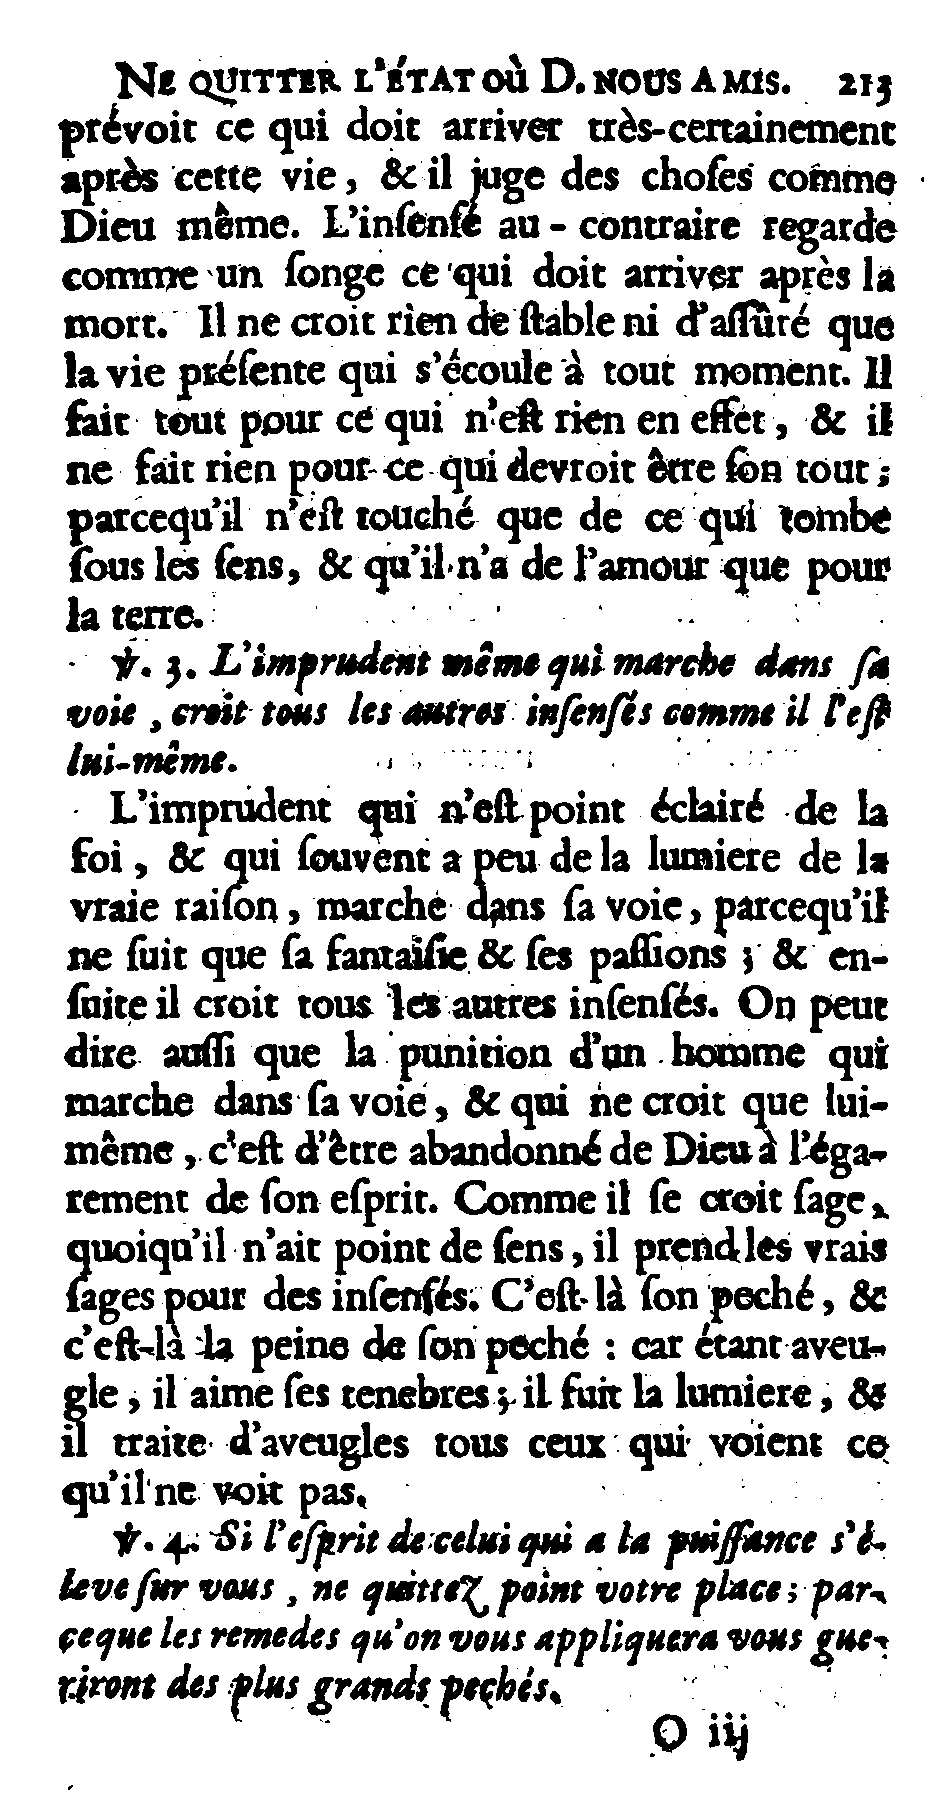 NE QUITTER L'ÉTAT OÙ D. NOUS A MIS. 213
prévoit ce qui doit arriver très-certainement
après cette vie, & il juge des choſes comme
Dieu même. L'inſenſé au-contraire regarde
comme un ſonge ce qui doit arriver après la
mort. Il ne croit rien de ſtable ni d'aſſûré que
la vie préſente qui s'écoule à tout moment. Il
fait tout pour ce qui n'eſt rien en effet, & il
ne fait rien pour ce qui devroit être ſon tout;
parcequ'il n'eſt touché que de ce qui tombe
ſous les ſens, & qu'il n'a de l'amour que pour
la terre.
℣. 3. L'imprudent même qui marche dans ſa
voie, croit tous les autres inſenſés comme il l'eſt
lui-même.
L'imprudent qui n'eſt point éclairé de la
foi, & qui ſouvent a peu de la lumiere de la
vraie raiſon, marche dans ſa voie, parcequ'il
ne ſuit que ſa fantaiſie & ſes paſſions; & en-
ſuite il croit tous les autres inſenſés. On peut
dire auſſi que la punition d'un homme qui
marche dans ſa voie, & qui ne croit que lui-
même, c'eſt d'être abandonné de Dieu à l'éga-
rement de ſon eſprit. Comme il ſe croit ſage,
quoiqu'il n'ait point de ſens, il prend les vrais
ſages pour des inſenſés. C'eſt-là ſon peché, &
c'eſt-là la peine de ſon peché : car étant aveu-
gle, il aime ſes tenebres; il fuit la lumiere, &
il traite d'aveugles tous ceux qui voient ce
qu'il ne voit pas.
℣. 4. Si l'eſprit de celui qui a la puiſſance s'é-
leve ſur vous, ne quittez point votre place; par-
ceque les remedes qu'on vous appliquera vous gue-
riront des plus grands pechés.
O iij